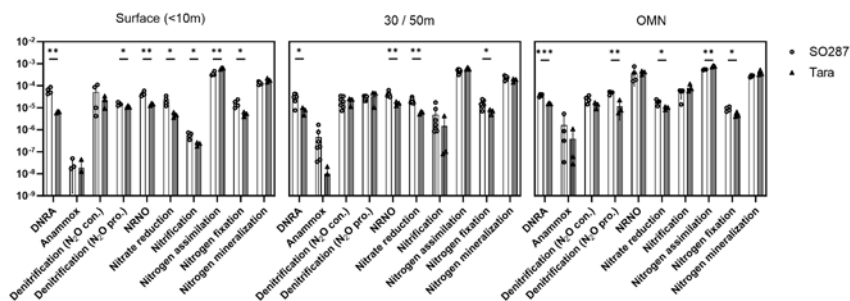 Surface (<10m)
30 / 50m
OMN
10⁻²
10⁻³
10⁻⁴
10⁻⁵
10⁻⁶
10⁻⁷
10⁻⁸
10⁻⁹
** * ** * * ** *
* ** ** *
*** ** * ** *
SO287
Tara
DNRA
Anammox
Denitrification (N₂O con.)
Denitrification (N₂O pro.)
NRNO
Nitrate reduction
Nitrification
Nitrogen assimilation
Nitrogen fixation
Nitrogen mineralization
DNRA
Anammox
Denitrification (N₂O con.)
Denitrification (N₂O pro.)
NRNO
Nitrate reduction
Nitrification
Nitrogen assimilation
Nitrogen fixation
Nitrogen mineralization
DNRA
Anammox
Denitrification (N₂O con.)
Denitrification (N₂O pro.)
NRNO
Nitrate reduction
Nitrification
Nitrogen assimilation
Nitrogen fixation
Nitrogen mineralization